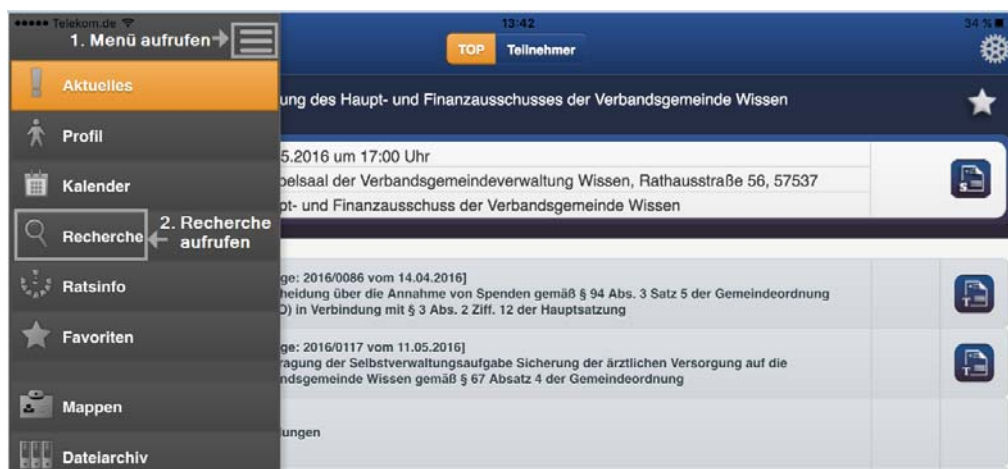 Telekom.de
13:42
34 %
1. Menü aufrufen
TOP
Teilnehmer
Aktuelles
Profil
Kalender
Recherche
2. Recherche
aufrufen
Ratsinfo
Favoriten
Mappen
Dateiarchiv
ung des Haupt- und Finanzausschusses der Verbandsgemeinde Wissen
5.2016 um 17:00 Uhr
pelsaal der Verbandsgemeindeverwaltung Wissen, Rathausstraße 56, 57537
pt- und Finanzausschuss der Verbandsgemeinde Wissen
S
ge: 2016/0086 vom 14.04.2016]
heidung über die Annahme von Spenden gemäß § 94 Abs. 3 Satz 5 der Gemeindeordnung
O) in Verbindung mit § 3 Abs. 2 Ziff. 12 der Hauptsatzung
T
ge: 2016/0117 vom 11.05.2016]
ragung der Selbstverwaltungsaufgabe Sicherung der ärztlichen Versorgung auf die
ndsgemeinde Wissen gemäß § 67 Absatz 4 der Gemeindeordnung
T
lungen